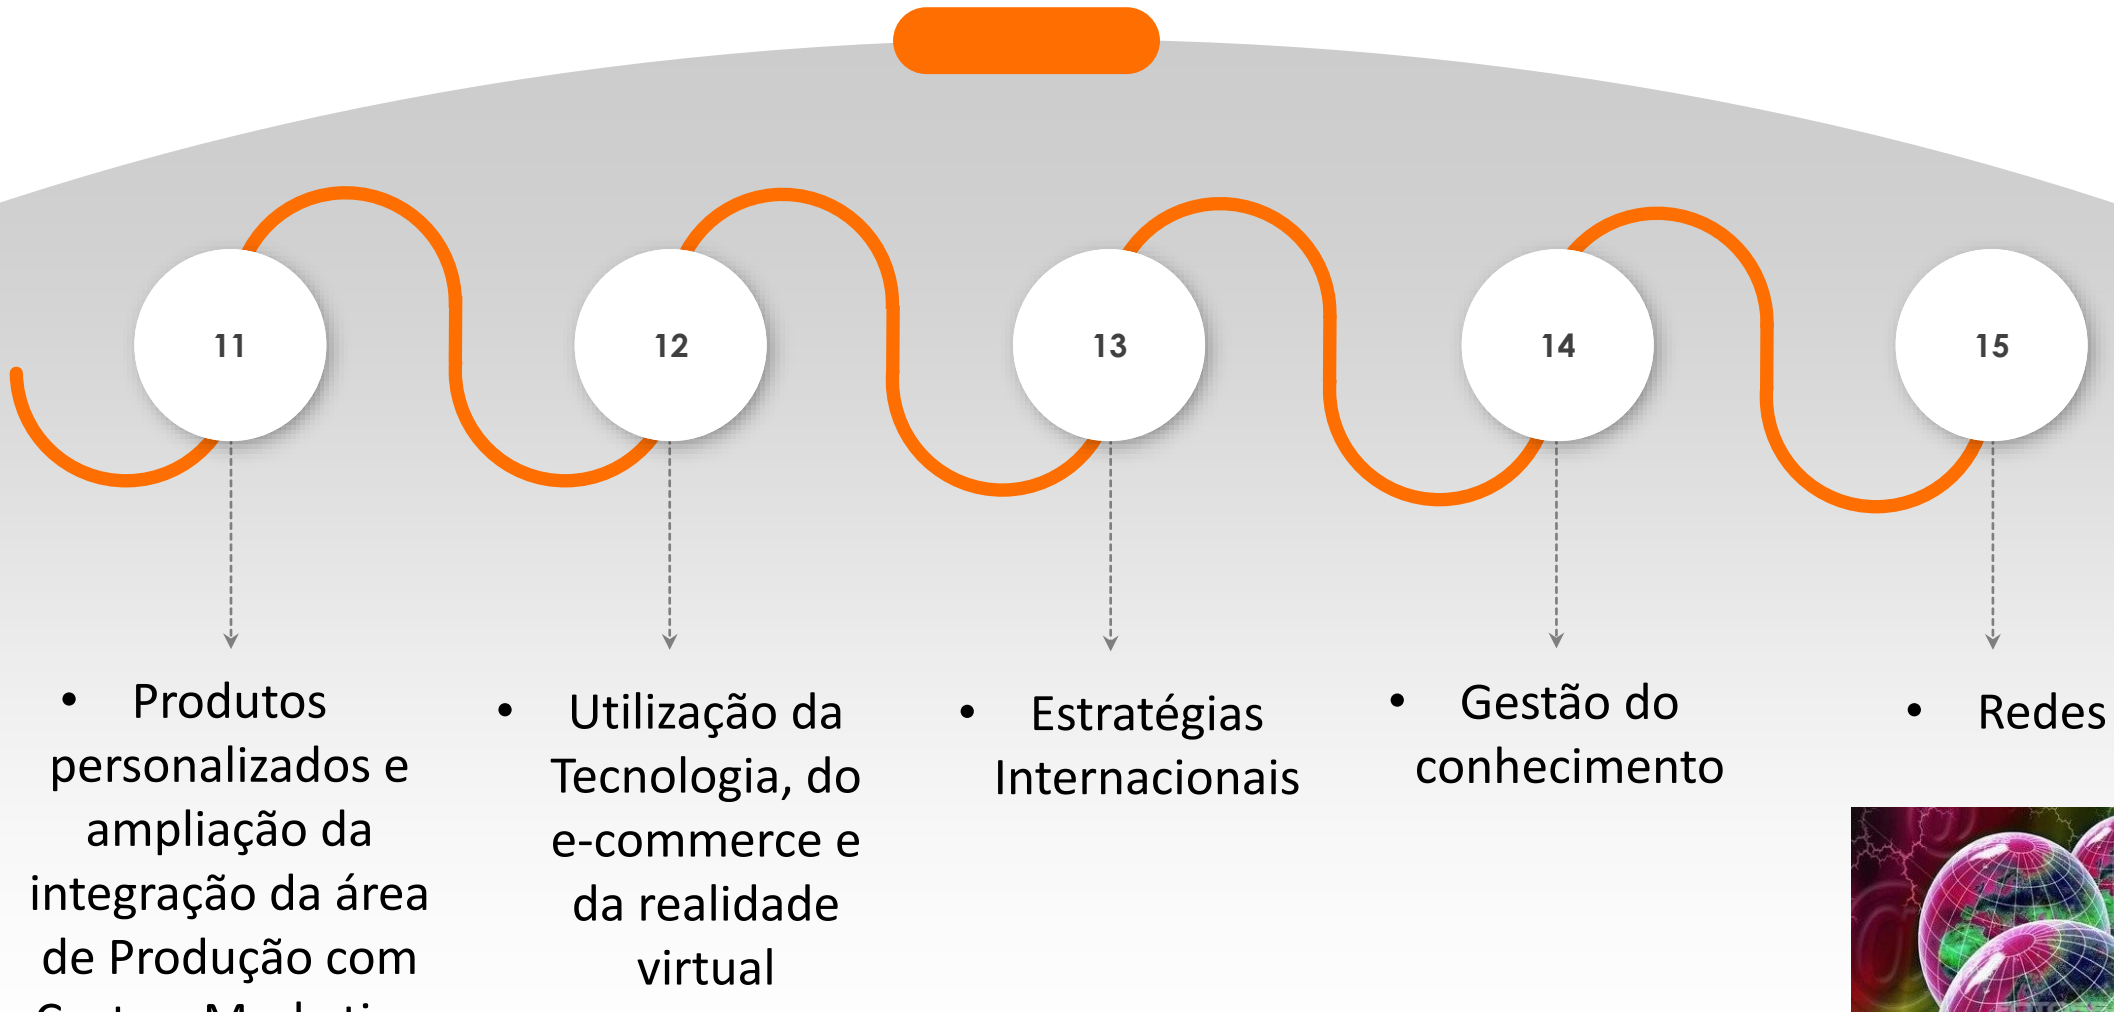 11
12
13
14
15
• Produtos
personalizados e
ampliação da
integração da área
de Produção com
• Utilização da
Tecnologia, do
e-commerce e
da realidade
virtual
• Estratégias
Internacionais
• Gestão do
conhecimento
• Redes